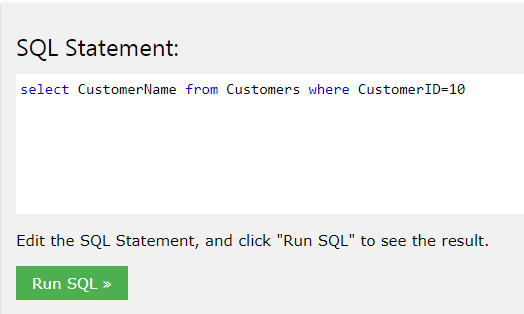 SQL Statement:
select CustomerName from Customers where CustomerID=10
Edit the SQL Statement, and click "Run SQL" to see the result.
Run SQL »